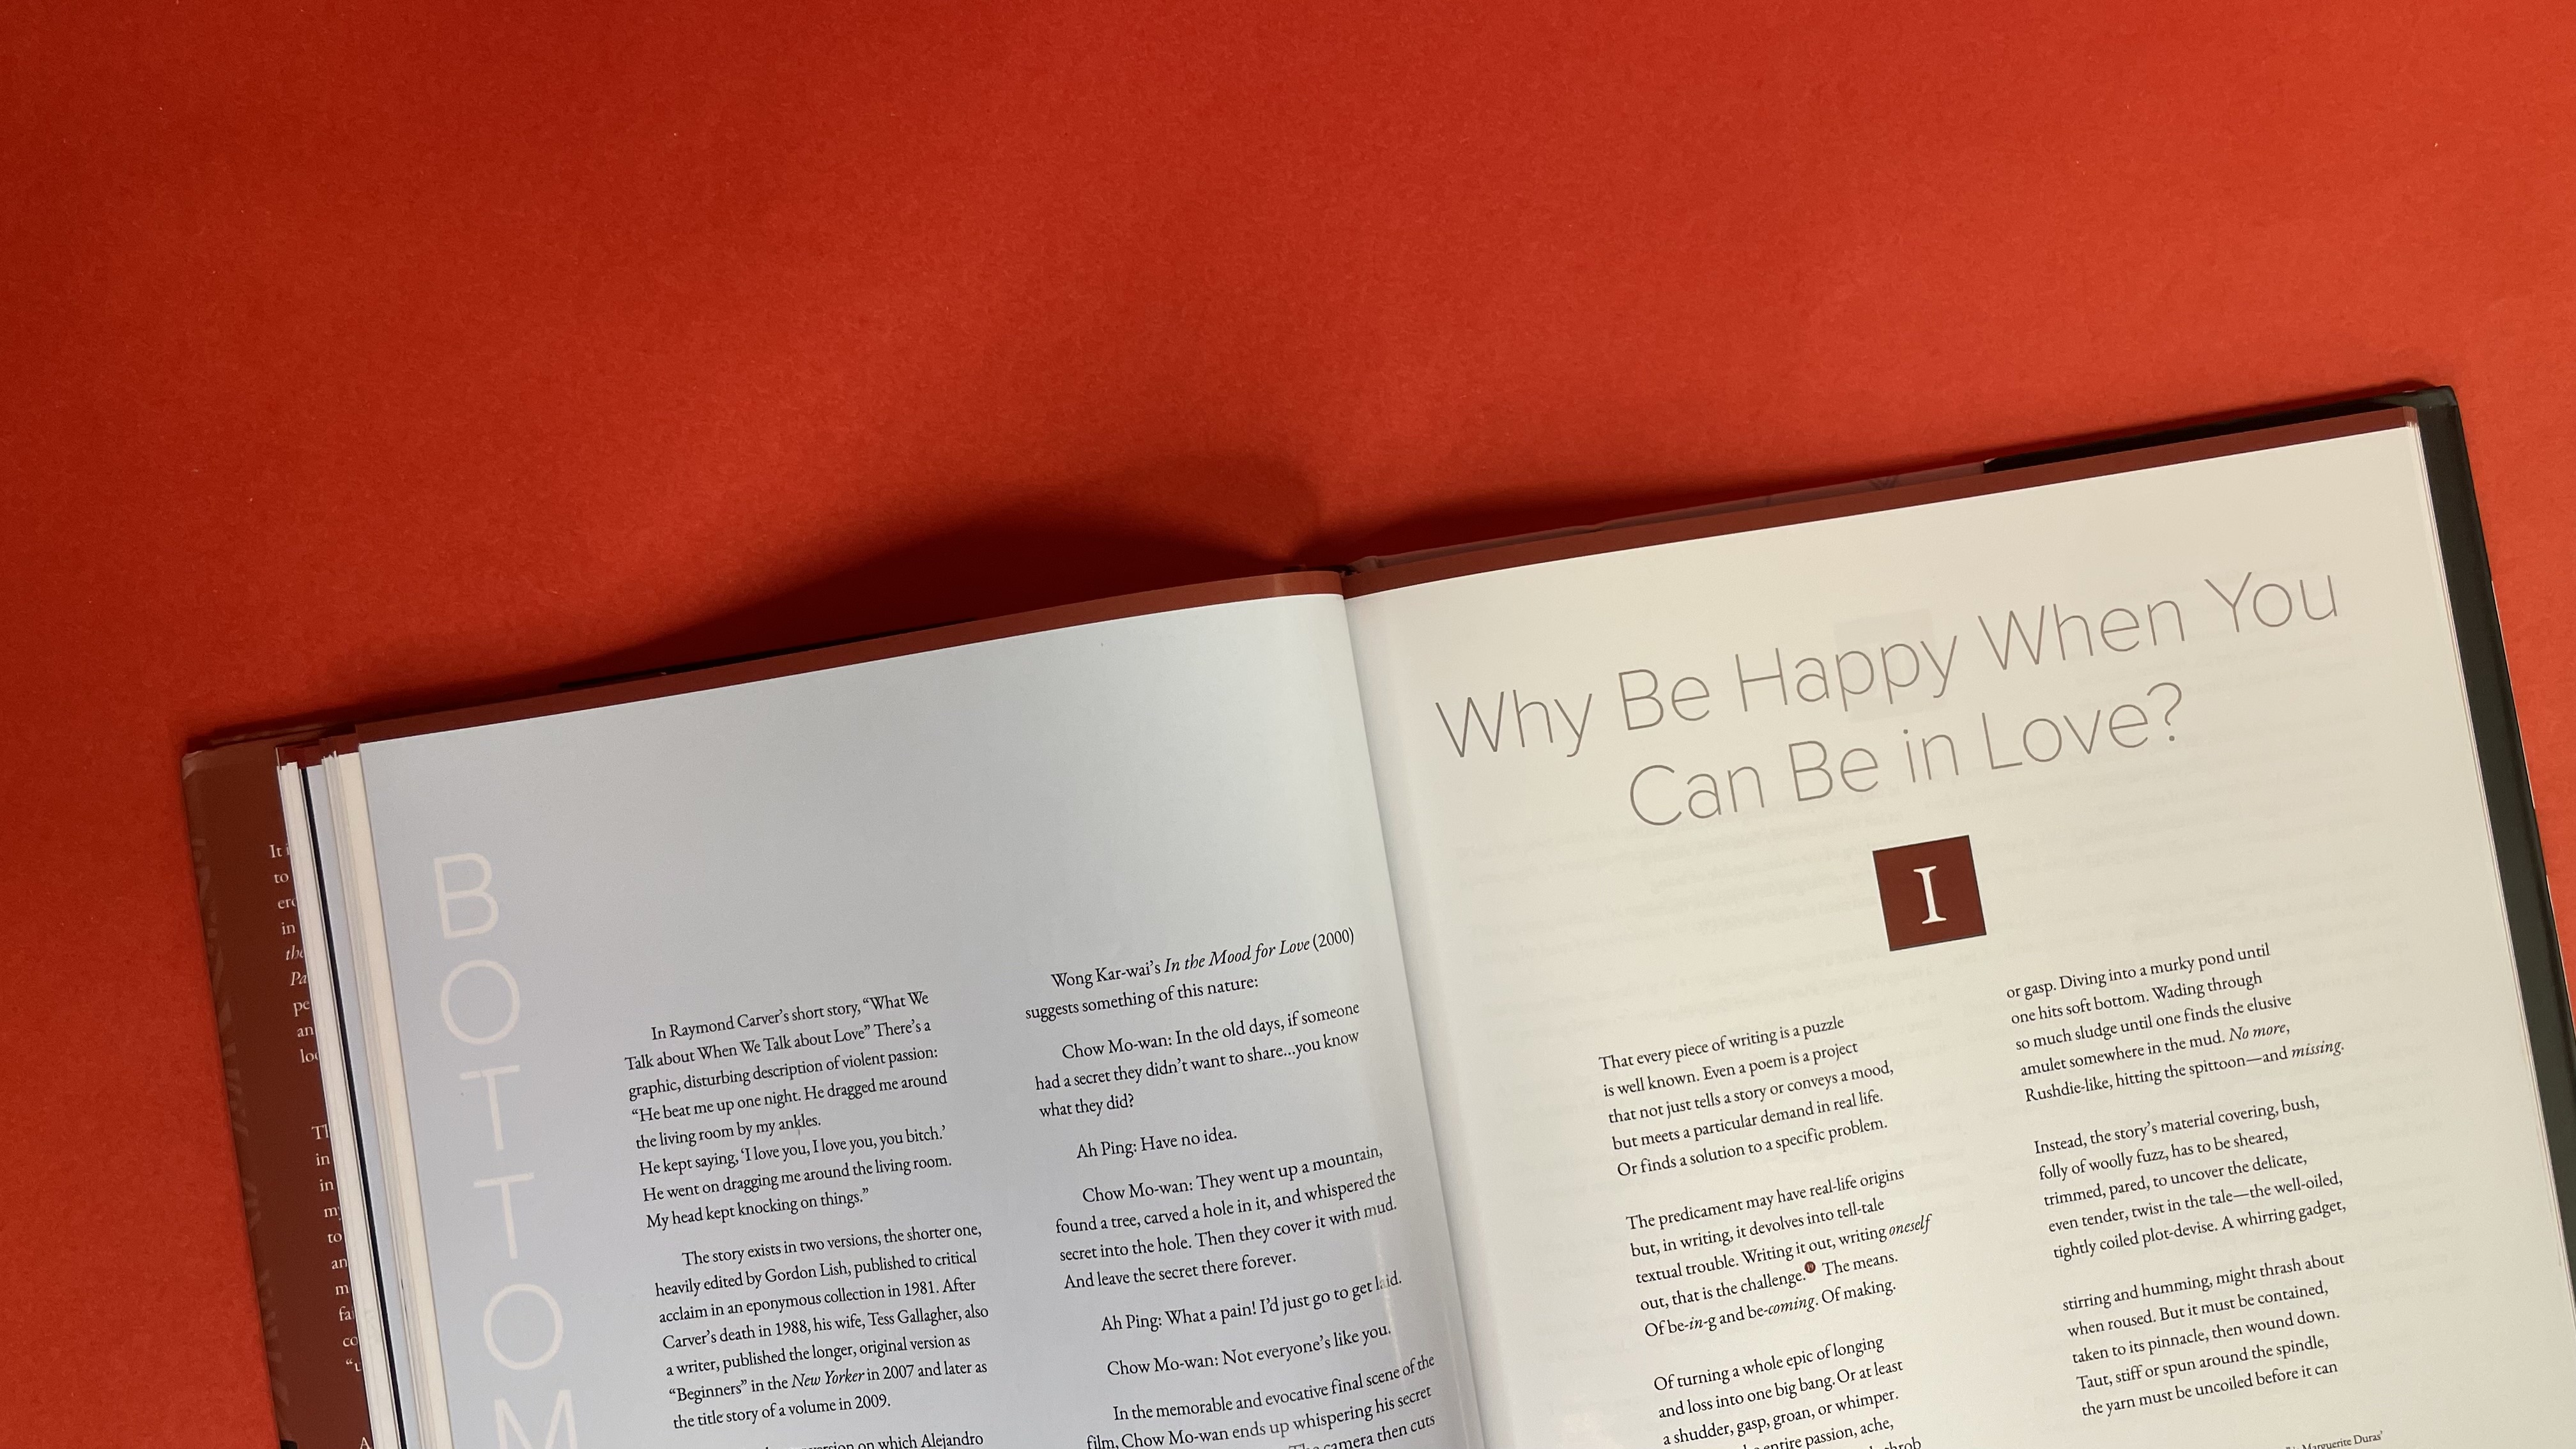 BOTTOM
In Raymond Carver's short story, “What We
Talk about When We Talk about Love” There's a
graphic, disturbing description of violent passion:
“He beat me up one night. He dragged me around
the living room by my ankles.
He kept saying, ‘I love you, I love you, you bitch.’
He went on dragging me around the living room.
My head kept knocking on things.”
The story exists in two versions, the shorter one,
heavily edited by Gordon Lish, published to critical
acclaim in an eponymous collection in 1981. After
Carver's death in 1988, his wife, Tess Gallagher, also
a writer, published the longer, original version as
“Beginners” in the New Yorker in 2007 and later as
the title story of a volume in 2009.
on which Alejandro
Wong Kar-wai's In the Mood for Love (2000)
suggests something of this nature:
Chow Mo-wan: In the old days, if someone
had a secret they didn't want to share...you know
what they did?
Ah Ping: Have no idea.
Chow Mo-wan: They went up a mountain,
found a tree, carved a hole in it, and whispered the
secret into the hole. Then they cover it with mud.
And leave the secret there forever.
Ah Ping: What a pain! I'd just go to get laid.
Chow Mo-wan: Not everyone's like you.
In the memorable and evocative final scene of the
film, Chow Mo-wan ends up whispering his secret
camera then cuts
Why Be Happy When You
Can Be in Love?
I
That every piece of writing is a puzzle
is well known. Even a poem is a project
that not just tells a story or conveys a mood,
but meets a particular demand in real life.
Or finds a solution to a specific problem.
The predicament may have real-life origins
but, in writing, it devolves into tell-tale
textual trouble. Writing it out, writing oneself
out, that is the challenge. The means.
Of be-in-g and be-coming. Of making.
Of turning a whole epic of longing
and loss into one big bang. Or at least
a shudder, gasp, groan, or whimper.
entire passion, ache,
or gasp. Diving into a murky pond until
one hits soft bottom. Wading through
so much sludge until one finds the elusive
amulet somewhere in the mud. No more,
Rushdie-like, hitting the spittoon—and missing.
Instead, the story's material covering, bush,
folly of woolly fuzz, has to be sheared,
trimmed, pared, to uncover the delicate,
even tender, twist in the tale—the well-oiled,
tightly coiled plot-devise. A whirring gadget,
stirring and humming, might thrash about
when roused. But it must be contained,
taken to its pinnacle, then wound down.
Taut, stiff or spun around the spindle,
the yarn must be uncoiled before it can
Marguerite Duras'